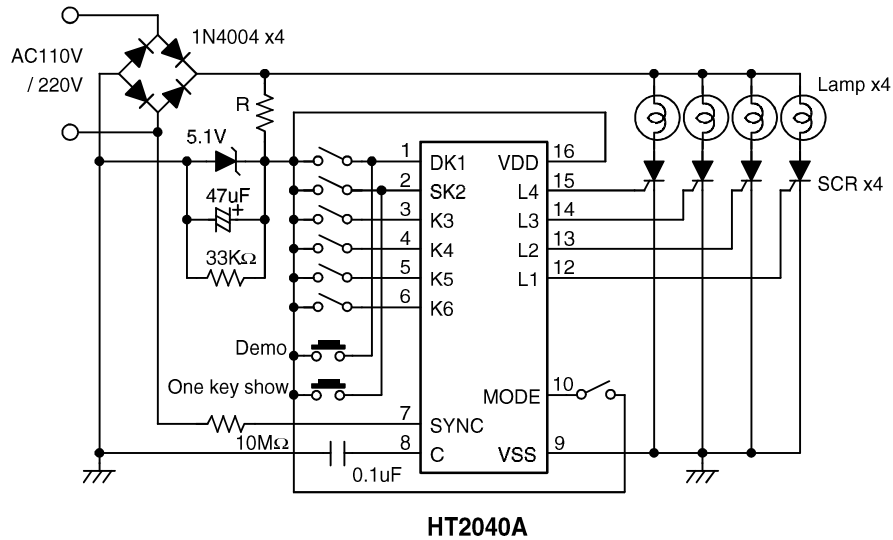 1N4004 x4
AC110V
/ 220V
Lamp x4
R
5.1V
1 DK1 VDD 16
2 SK2 L4 15
SCR x4
47uF
+
3 K3 L3 14
4 K4 L2 13
33KΩ
5 K5 L1 12
6 K6
Demo
One key show
MODE 10
7 SYNC
10MΩ
8 C VSS 9
0.1uF
HT2040A